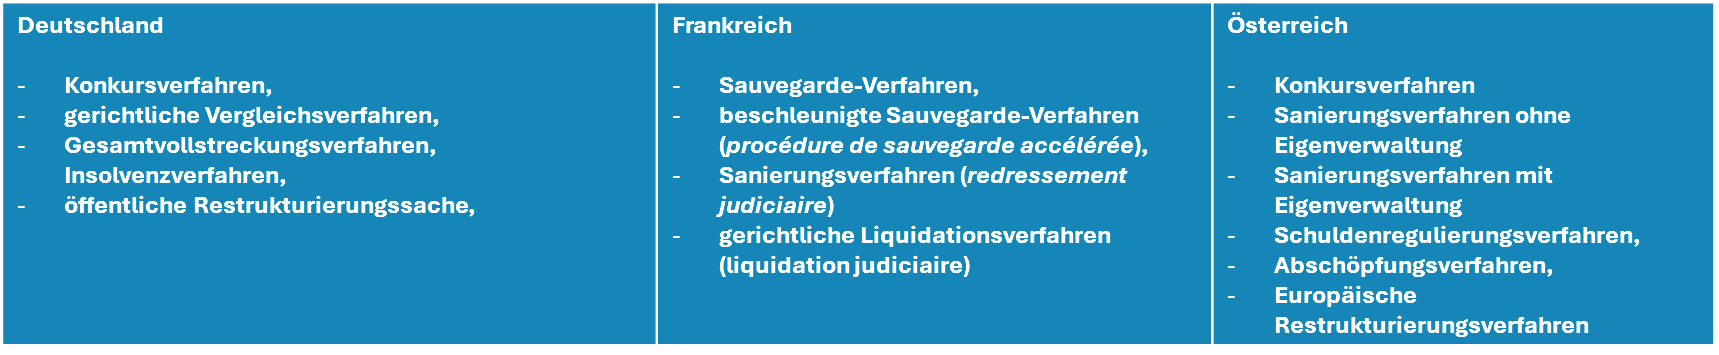 Deutschland
- Konkursverfahren,
- gerichtliche Vergleichsverfahren,
- Gesamtvollstreckungsverfahren,
Insolvenzverfahren,
- öffentliche Restrukturierungssache,
Frankreich
- Sauvegarde-Verfahren,
- beschleunigte Sauvegarde-Verfahren
(procédure de sauvegarde accélérée),
- Sanierungsverfahren (redressement
judiciaire)
- gerichtliche Liquidationsverfahren
(liquidation judiciaire)
Österreich
- Konkursverfahren
- Sanierungsverfahren ohne
Eigenverwaltung
- Sanierungsverfahren mit
Eigenverwaltung
- Schuldenregulierungsverfahren,
- Abschöpfungsverfahren,
- Europäische
Restrukturierungsverfahren